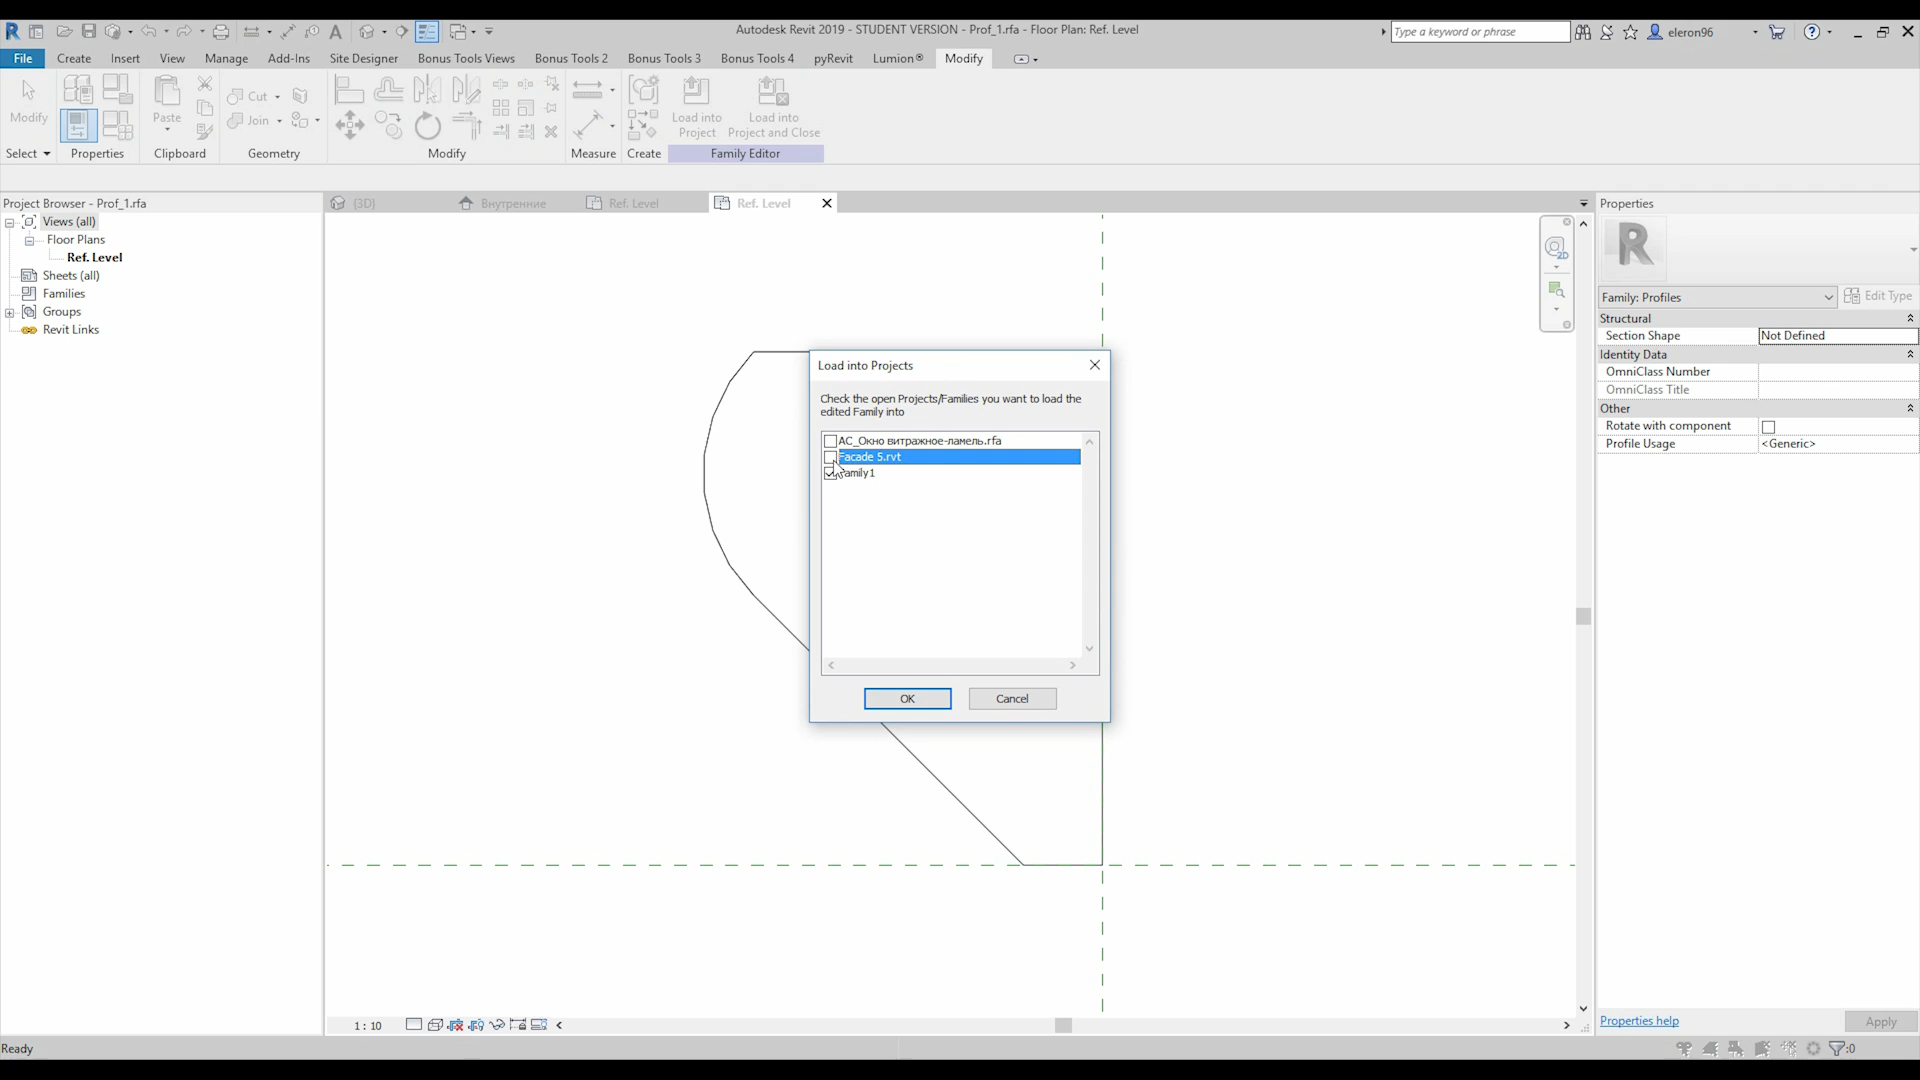 Autodesk Revit 2019 - STUDENT VERSION - Prof_1.rfa - Floor Plan: Ref. Level
Type a keyword or phrase
eleron96
File Create Insert View Manage Add-Ins Site Designer Bonus Tools Views Bonus Tools 2 Bonus Tools 3 Bonus Tools 4 pyRevit Lumion® Modify
Modify Paste Cut Join Load into Project Load into Project and Close
Select Properties Clipboard Geometry Modify Measure Create Family Editor
Project Browser - Prof_1.rfa
{3D} Внутренние Ref. Level Ref. Level
Properties
Views (all)
Floor Plans
Ref. Level
Sheets (all)
Families
Groups
Revit Links
2D
Family: Profiles Edit Type
Structural
Section Shape Not Defined
Identity Data
OmniClass Number
OmniClass Title
Other
Rotate with component
Profile Usage <Generic>
Load into Projects
Check the open Projects/Families you want to load the
edited Family into
АС_Окно витражное-ламель.rfa
Facade 5.rvt
Family1
OK Cancel
1 : 10
Properties help Apply
Ready
:0